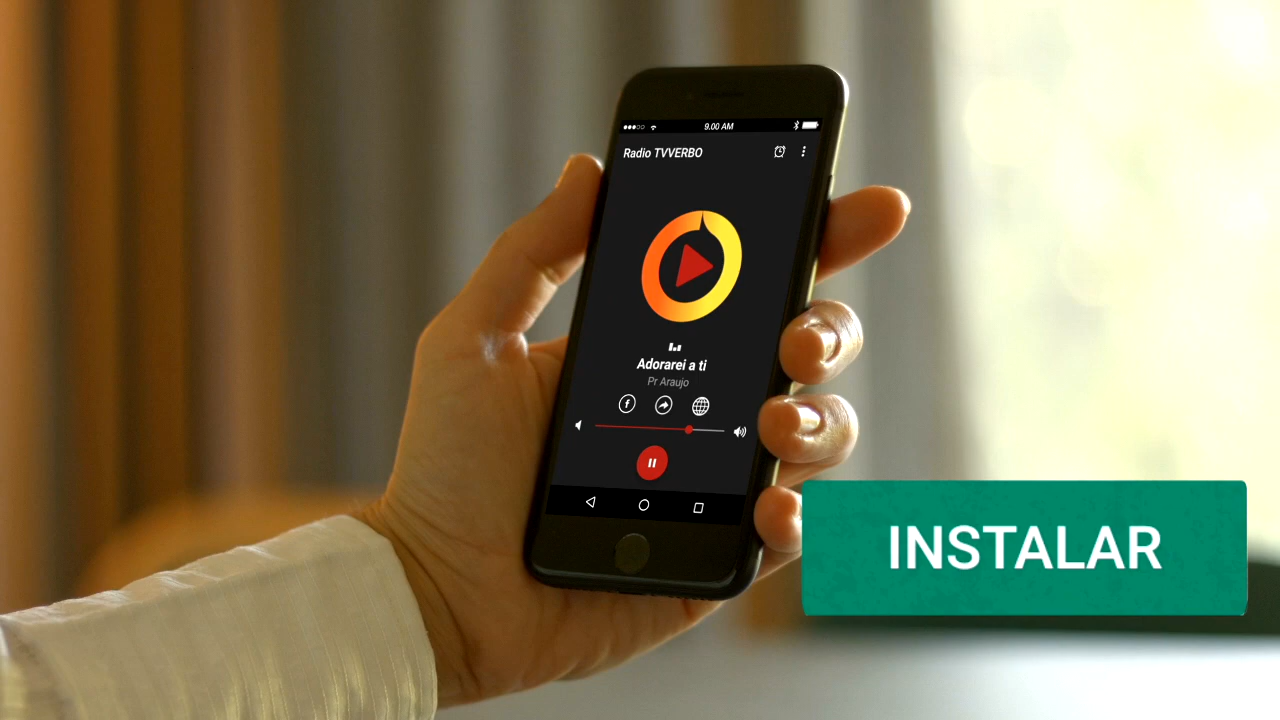 9.00 AM
Radio TVVERBO
Adorarei a ti
Pr Araujo
INSTALAR